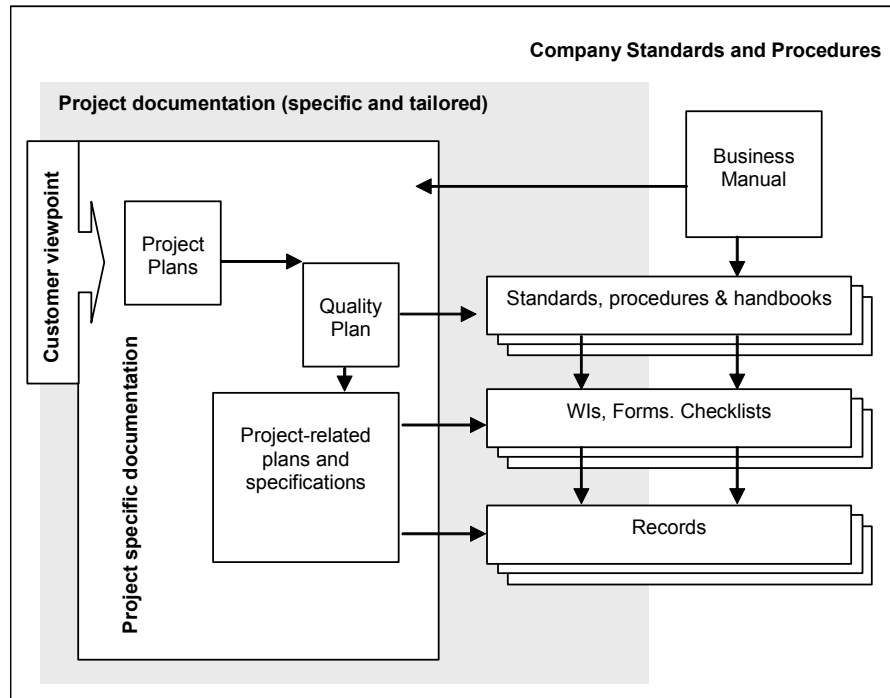 Company Standards and Procedures
Project documentation (specific and tailored)
Business
Manual
Customer viewpoint
Project
Plans
Quality
Plan
Standards, procedures & handbooks
Project specific documentation
WIs, Forms. Checklists
Project-related
plans and
specifications
Records